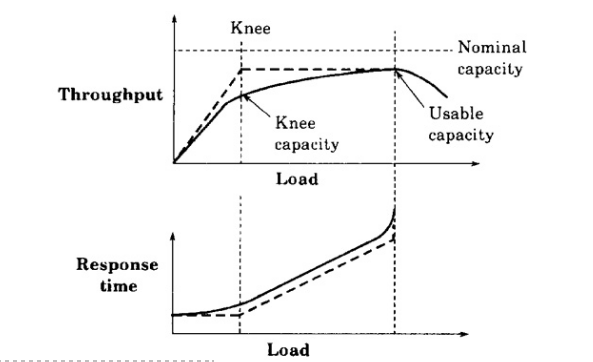 Knee
Nominal
capacity
Throughput
Knee
capacity
Usable
capacity
Load
Response
time
Load